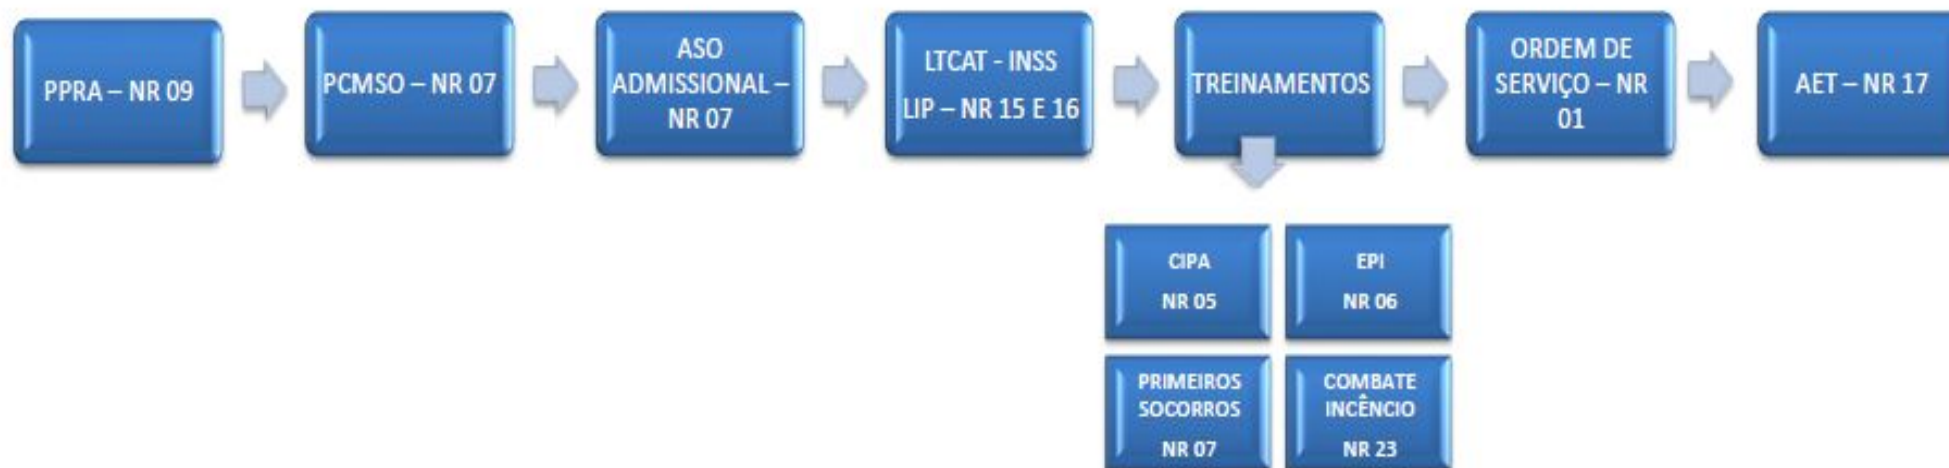 PPRA – NR 09
PCMSO – NR 07
ASO
ADMISSIONAL –
NR 07
LTCAT - INSS
LIP – NR 15 E 16
TREINAMENTOS
ORDEM DE
SERVIÇO – NR
01
AET – NR 17
CIPA
NR 05
EPI
NR 06
PRIMEIROS
SOCORROS
NR 07
COMBATE
INCÊNCIO
NR 23